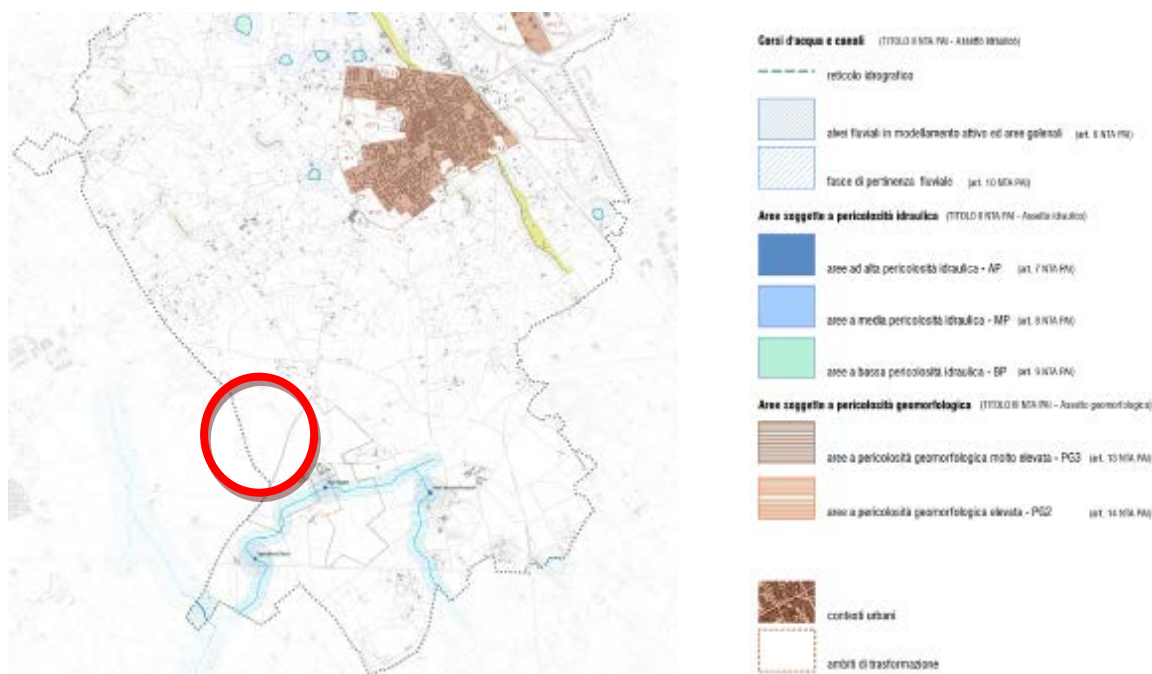 Corsi d'acqua e canali (TITOLO II NTA PAI - Assetto idraulico)
reticolo idrografico
alvei fluviali in modellamento attivo ed aree golenali (art. 6 NTA PAI)
fasce di pertinenza fluviale (art. 10 NTA PAI)
Aree soggette a pericolosità idraulica (TITOLO II NTA PAI - Assetto idraulico)
aree ad alta pericolosità idraulica - AP (art. 7 NTA PAI)
aree a media pericolosità idraulica - MP (art. 8 NTA PAI)
aree a bassa pericolosità idraulica - BP (art. 9 NTA PAI)
Aree soggette a pericolosità geomorfologica (TITOLO III NTA PAI - Assetto geomorfologico)
aree a pericolosità geomorfologica molto elevata - PG3 (art. 13 NTA PAI)
aree a pericolosità geomorfologica elevata - PG2 (art. 14 NTA PAI)
contesti urbani
ambiti di trasformazione